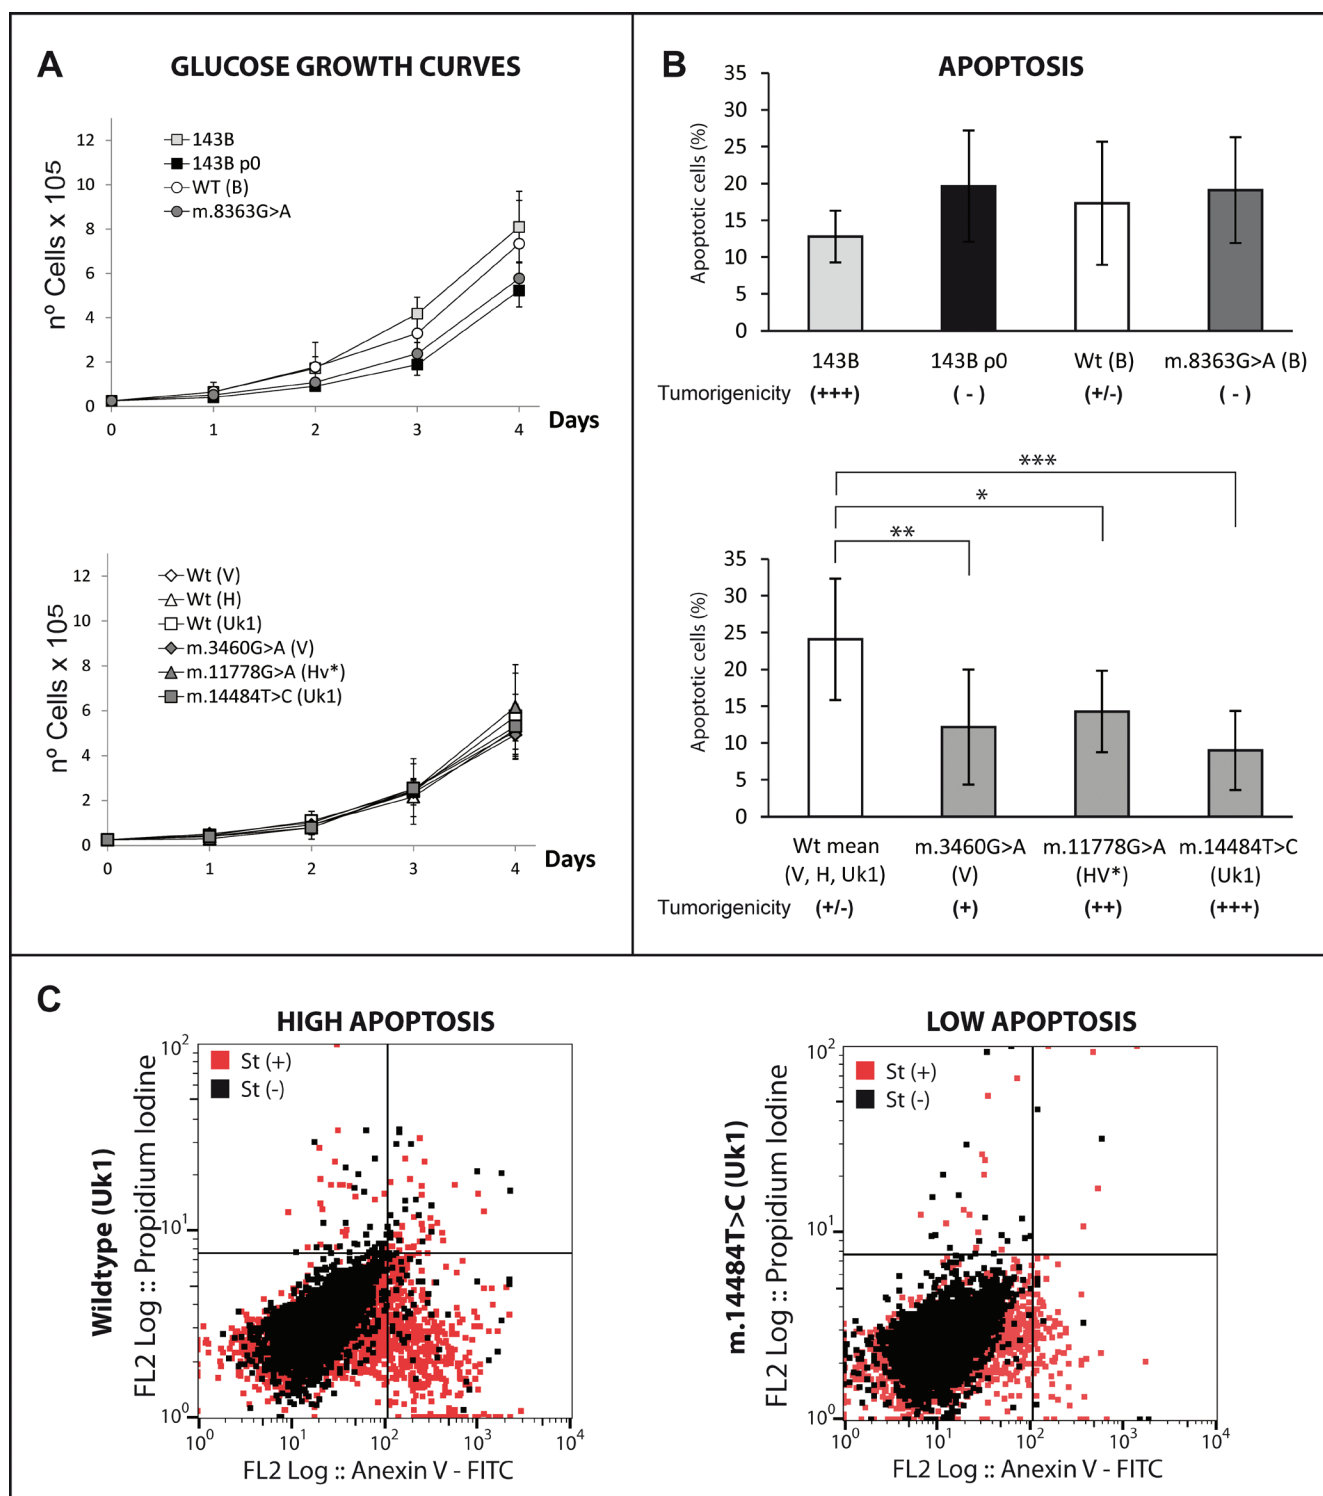 A
GLUCOSE GROWTH CURVES
nº Cells x 10⁵
12
10
8
6
4
2
0
143B
143B p0
WT (B)
m.8363G>A
0 1 2 3 4 Days
nº Cells x 10⁵
12
10
8
6
4
2
0
Wt (V)
Wt (H)
Wt (Uk1)
m.3460G>A (V)
m.11778G>A (Hv*)
m.14484T>C (Uk1)
0 1 2 3 4 Days
B
APOPTOSIS
Apoptotic cells (%)
35
30
25
20
15
10
5
0
143B 143B ρ0 Wt (B) m.8363G>A (B)
Tumorigenicity (+++) ( - ) (+/-) ( - )
***
*
**
Apoptotic cells (%)
35
30
25
20
15
10
5
0
Wt mean m.3460G>A m.11778G>A m.14484T>C
(V, H, Uk1) (V) (HV*) (Uk1)
Tumorigenicity (+/-) (+) (++) (+++)
C
HIGH APOPTOSIS
Wildtype (Uk1)
FL2 Log :: Propidium Iodine
10²
10¹
10⁰
St (+)
St (-)
10⁰ 10¹ 10² 10³ 10⁴
FL2 Log :: Anexin V - FITC
LOW APOPTOSIS
m.14484T>C (Uk1)
FL2 Log :: Propidium Iodine
10²
10¹
10⁰
St (+)
St (-)
10⁰ 10¹ 10² 10³ 10⁴
FL2 Log :: Anexin V - FITC